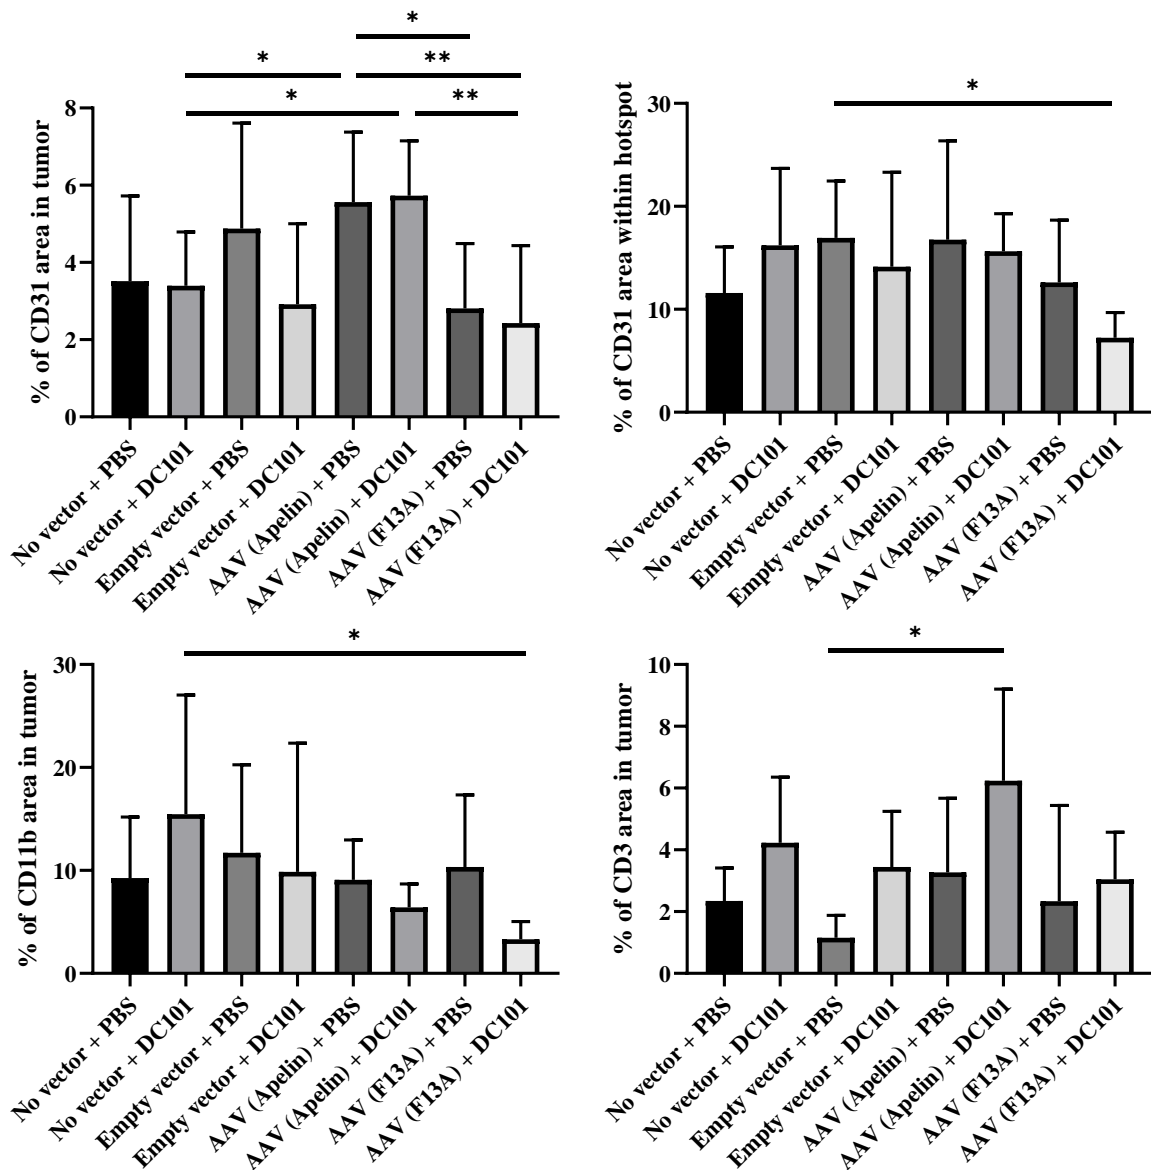 *
*
**
*
**
% of CD31 area in tumor
8
6
4
2
0
No vector + PBS
No vector + DC101
Empty vector + PBS
Empty vector + DC101
AAV (Apelin) + PBS
AAV (Apelin) + DC101
AAV (F13A) + PBS
AAV (F13A) + DC101
*
% of CD31 area within hotspot
30
20
10
0
No vector + PBS
No vector + DC101
Empty vector + PBS
Empty vector + DC101
AAV (Apelin) + PBS
AAV (Apelin) + DC101
AAV (F13A) + PBS
AAV (F13A) + DC101
*
% of CD11b area in tumor
30
20
10
0
No vector + PBS
No vector + DC101
Empty vector + PBS
Empty vector + DC101
AAV (Apelin) + PBS
AAV (Apelin) + DC101
AAV (F13A) + PBS
AAV (F13A) + DC101
*
% of CD3 area in tumor
10
8
6
4
2
0
No vector + PBS
No vector + DC101
Empty vector + PBS
Empty vector + DC101
AAV (Apelin) + PBS
AAV (Apelin) + DC101
AAV (F13A) + PBS
AAV (F13A) + DC101